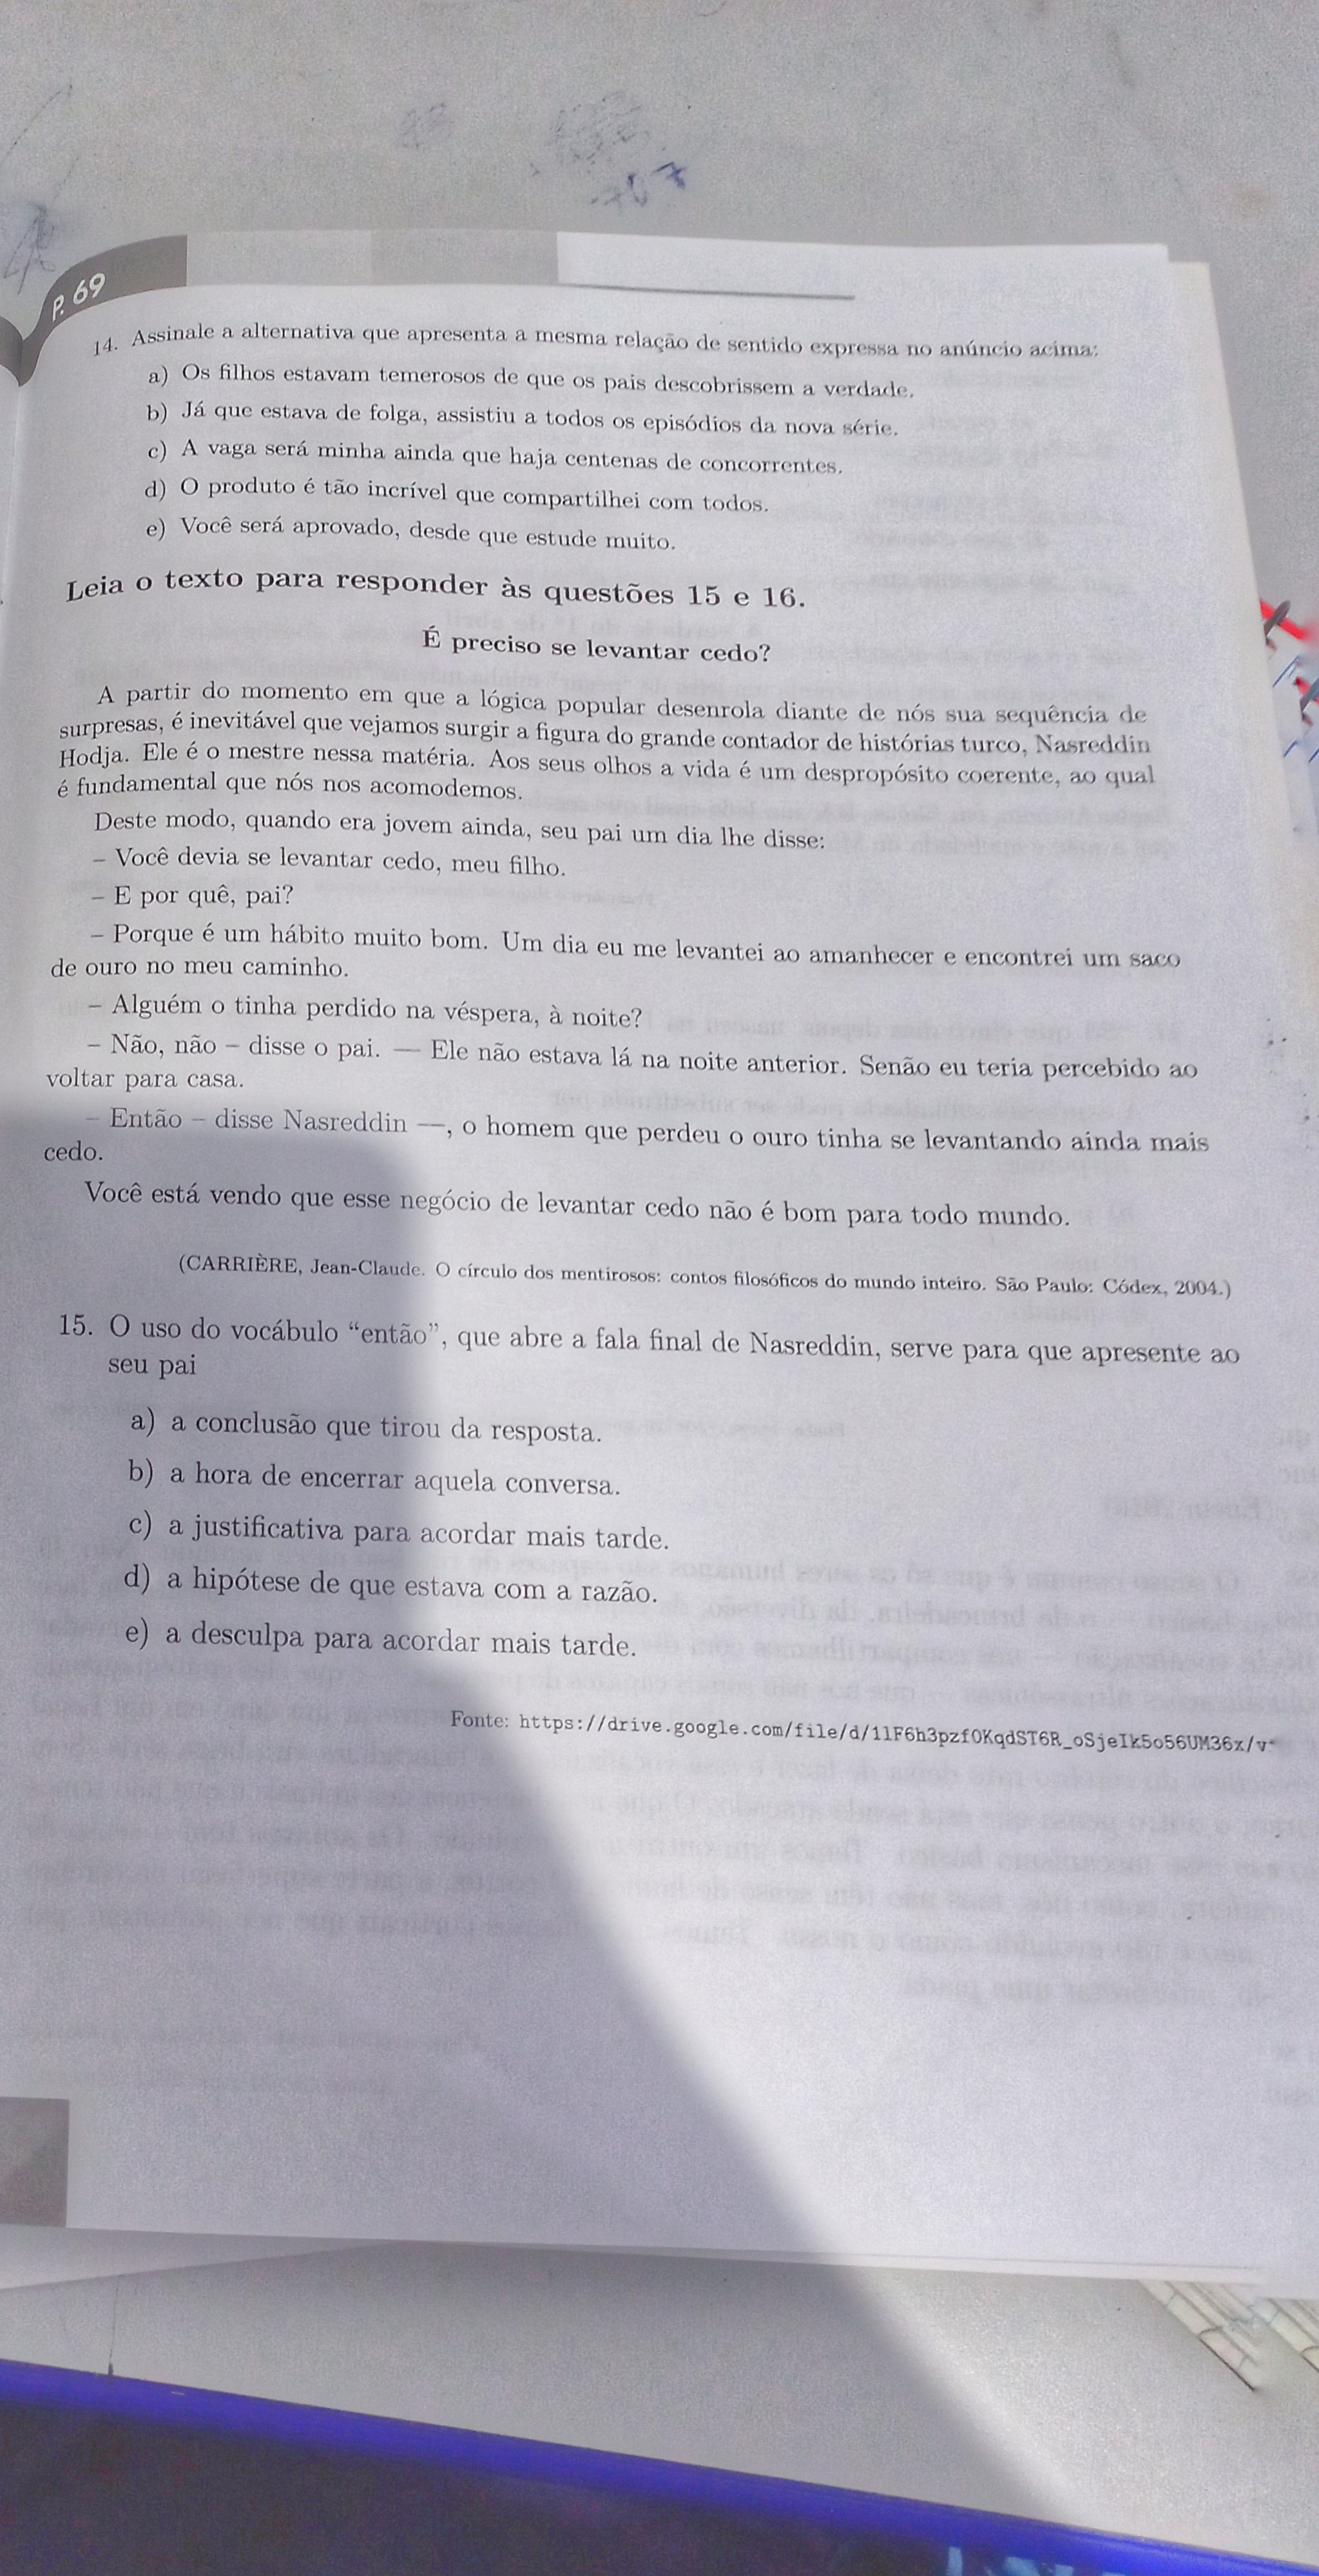 P. 69
14. Assinale a alternativa que apresenta a mesma relação de sentido expressa no anúncio acima:
a) Os filhos estavam temerosos de que os pais descobrissem a verdade.
b) Já que estava de folga, assistiu a todos os episódios da nova série.
c) A vaga será minha ainda que haja centenas de concorrentes.
d) O produto é tão incrível que compartilhei com todos.
e) Você será aprovado, desde que estude muito.
Leia o texto para responder às questões 15 e 16.
É preciso se levantar cedo?
A partir do momento em que a lógica popular desenrola diante de nós sua sequência de
surpresas, é inevitável que vejamos surgir a figura do grande contador de histórias turco, Nasreddin
Hodja. Ele é o mestre nessa matéria. Aos seus olhos a vida é um despropósito coerente, ao qual
é fundamental que nós nos acomodemos.
Deste modo, quando era jovem ainda, seu pai um dia lhe disse:
– Você devia se levantar cedo, meu filho.
– E por quê, pai?
– Porque é um hábito muito bom. Um dia eu me levantei ao amanhecer e encontrei um saco
de ouro no meu caminho.
– Alguém o tinha perdido na véspera, à noite?
– Não, não – disse o pai. — Ele não estava lá na noite anterior. Senão eu teria percebido ao
voltar para casa.
– Então – disse Nasreddin —, o homem que perdeu o ouro tinha se levantando ainda mais
cedo.
Você está vendo que esse negócio de levantar cedo não é bom para todo mundo.
(CARRIÈRE, Jean-Claude. O círculo dos mentirosos: contos filosóficos do mundo inteiro. São Paulo: Códex, 2004.)
15. O uso do vocábulo “então”, que abre a fala final de Nasreddin, serve para que apresente ao
seu pai
a) a conclusão que tirou da resposta.
b) a hora de encerrar aquela conversa.
c) a justificativa para acordar mais tarde.
d) a hipótese de que estava com a razão.
e) a desculpa para acordar mais tarde.
Fonte: https://drive.google.com/file/d/1lF6h3pzf0KqdST6R_oSjeIk5o56UM36x/v